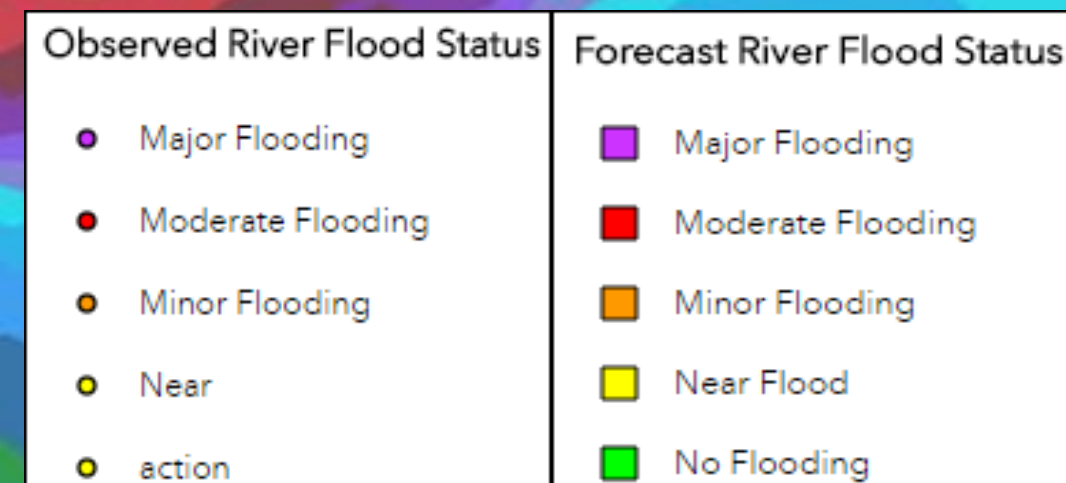 Observed River Flood Status
Major Flooding
Moderate Flooding
Minor Flooding
Near
action
Forecast River Flood Status
Major Flooding
Moderate Flooding
Minor Flooding
Near Flood
No Flooding